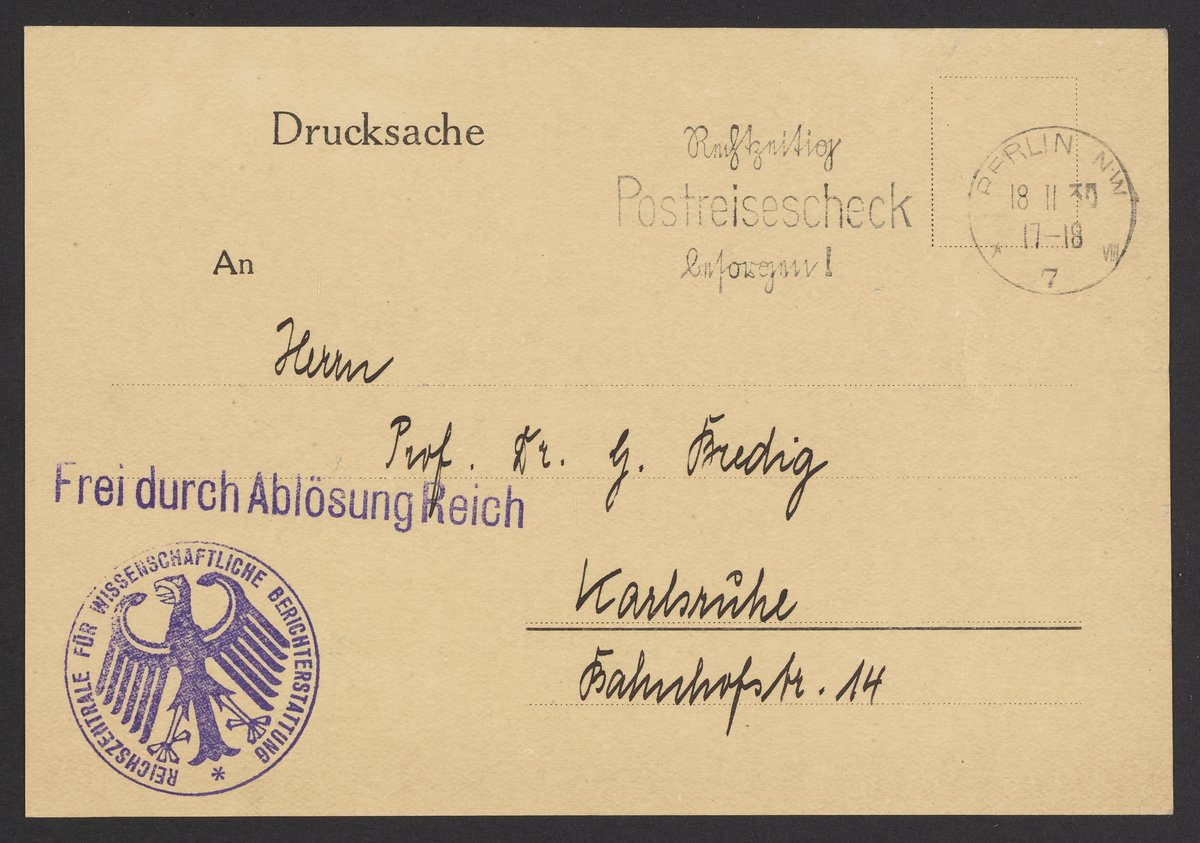 Drucksache
Rechtzeitig
Postreisescheck
besorgen!
BERLIN NW
18 11 30
17–18
* VIII
7
An
Herrn
Prof. Dr. G. Bredig
Frei durch Ablösung Reich
Karlsruhe
Bahnhofstr. 14
REICHSZENTRALE FÜR WISSENSCHAFTLICHE BERICHTERSTATTUNG *